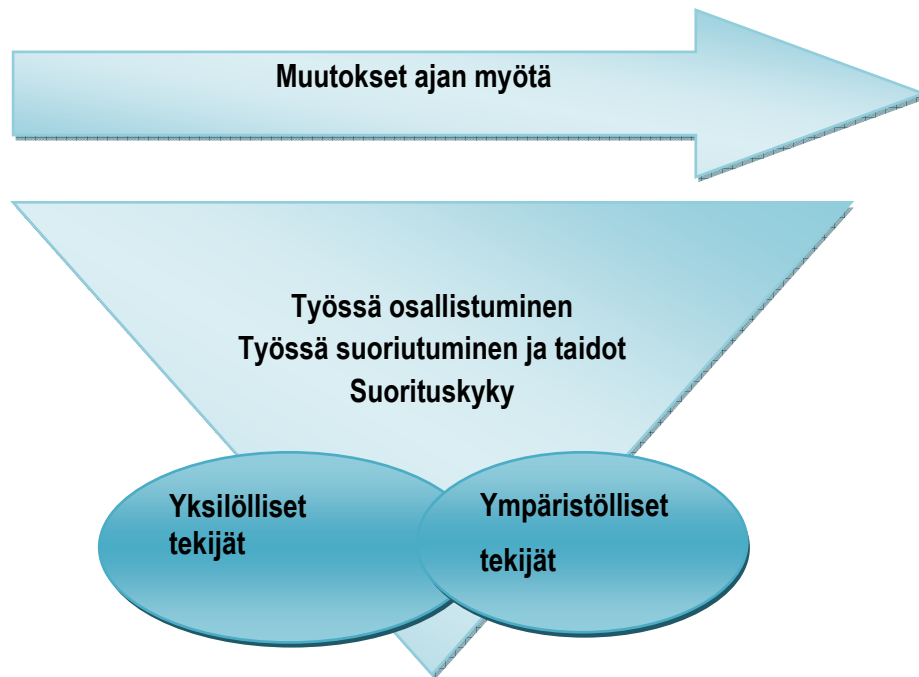 Muutokset ajan myötä
Työssä osallistuminen
Työssä suoriutuminen ja taidot
Suorituskyky
Yksilölliset
tekijät
Ympäristölliset
tekijät